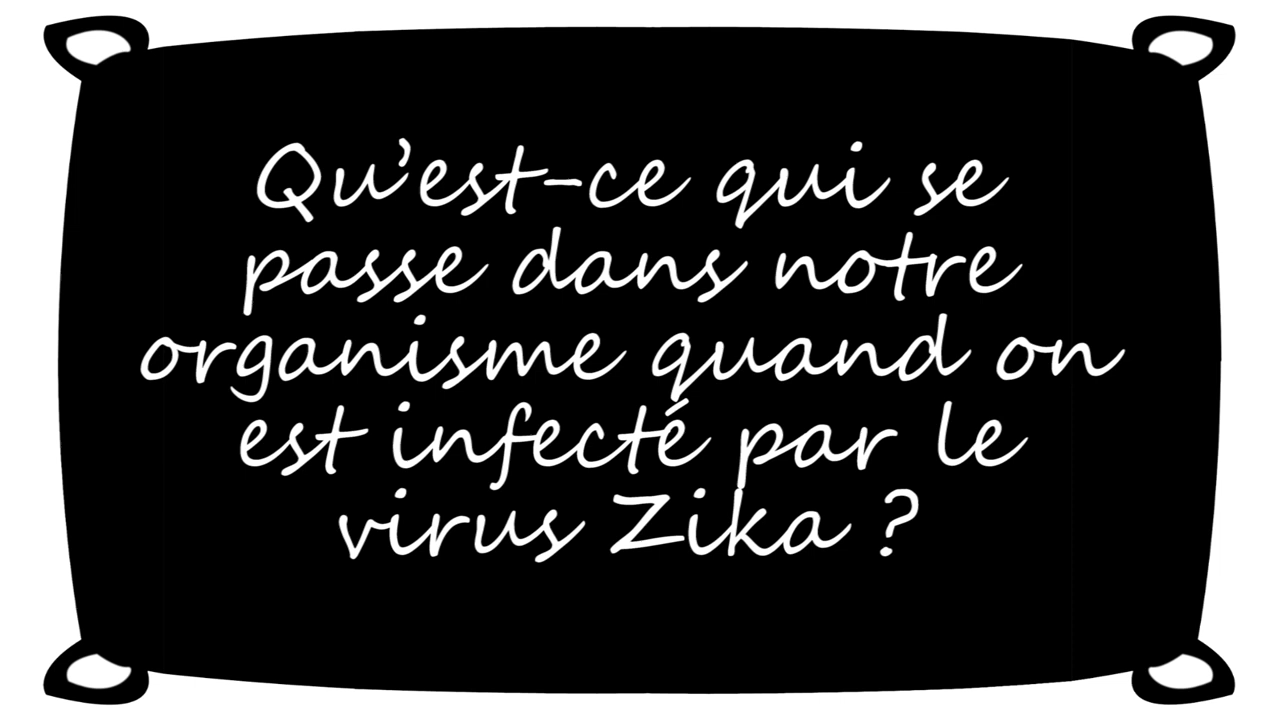 Qu’est-ce qui se
passe dans notre
organisme quand on
est infecté par le
virus Zika ?